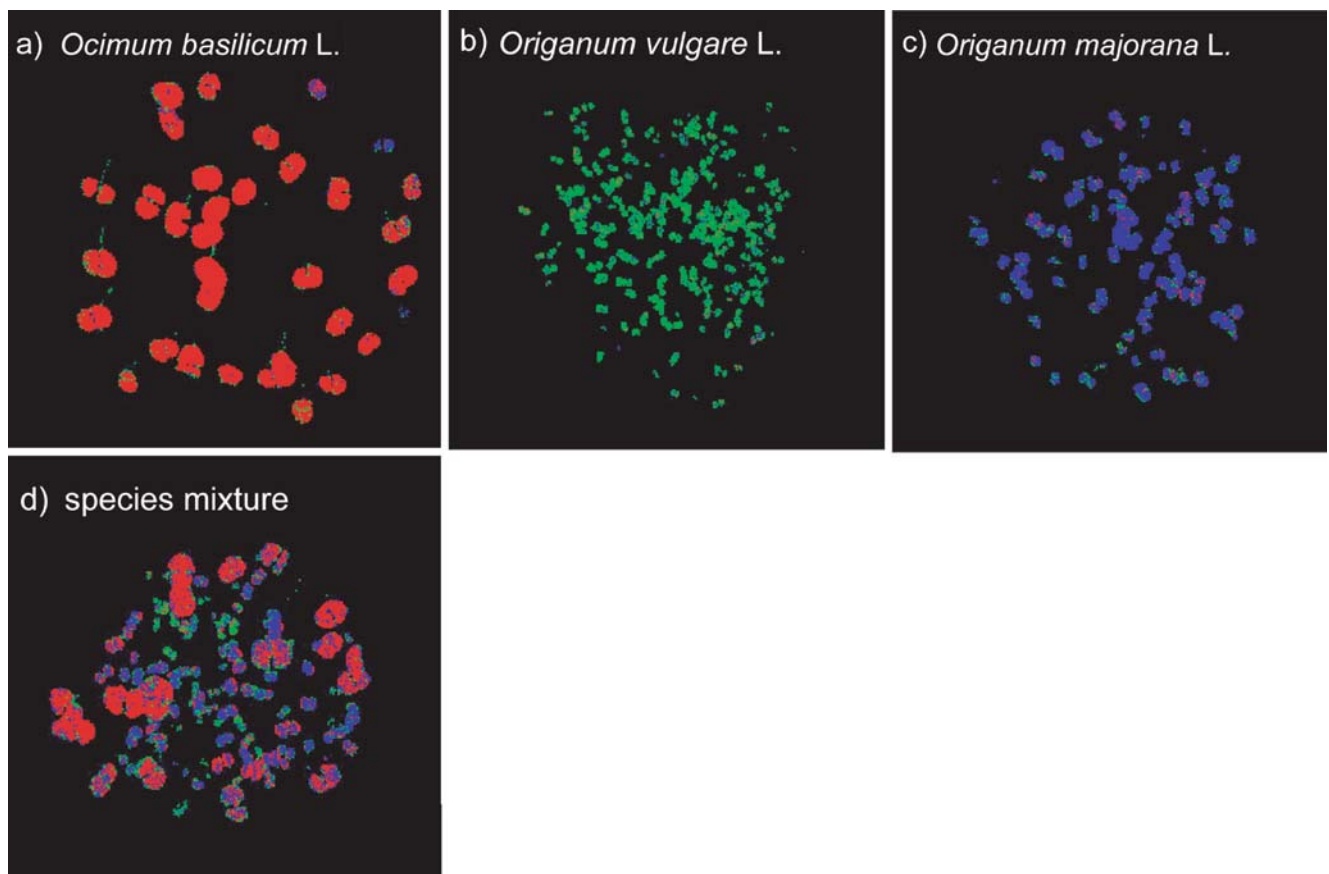 a) Ocimum basilicum L.
b) Origanum vulgare L.
c) Origanum majorana L.
d) species mixture